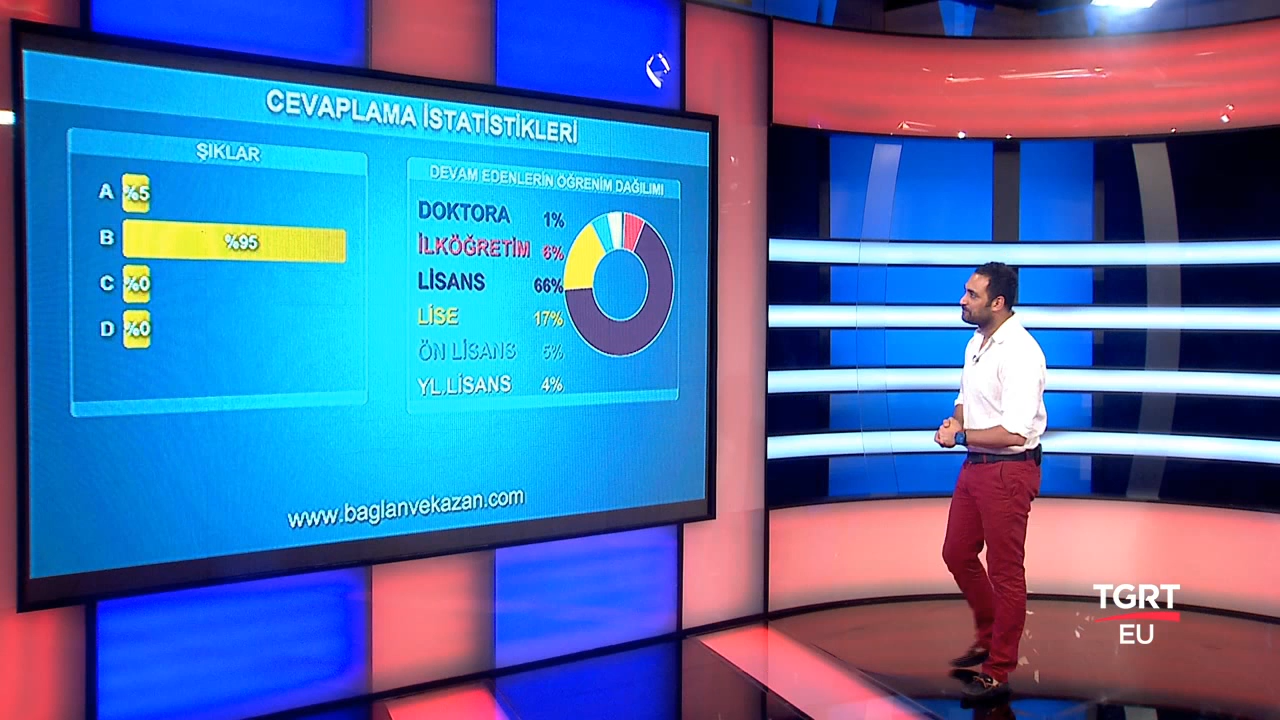 CEVAPLAMA İSTATİSTİKLERİ
ŞIKLAR
A %5
B %95
C %0
D %0
DEVAM EDENLERİN ÖĞRENİM DAĞILIMI
DOKTORA 1%
İLKÖĞRETİM 6%
LİSANS 66%
LİSE 17%
ÖN LİSANS 5%
YL.LİSANS 4%
www.baglanvekazan.com
TGRT
EU